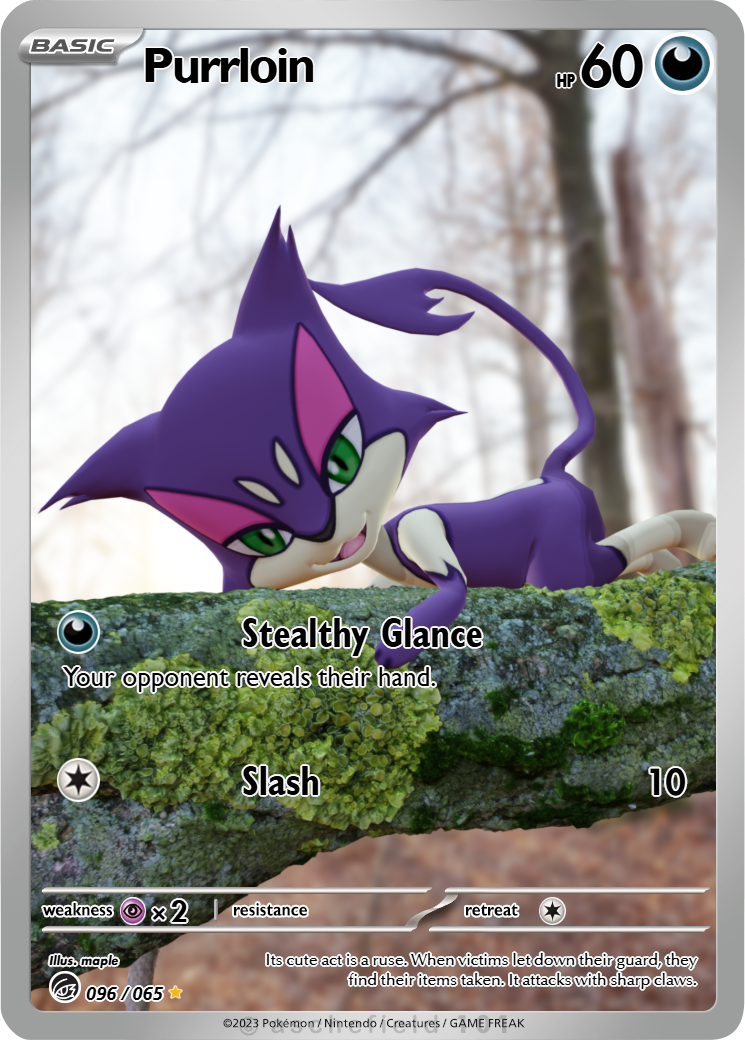 BASIC
Purrloin
HP 60
Stealthy Glance
Your opponent reveals their hand.
Slash 10
weakness × 2 resistance retreat
Illus. maple
Its cute act is a ruse. When victims let down their guard, they
find their items taken. It attacks with sharp claws.
096 / 065
©2023 Pokémon / Nintendo / Creatures / GAME FREAK